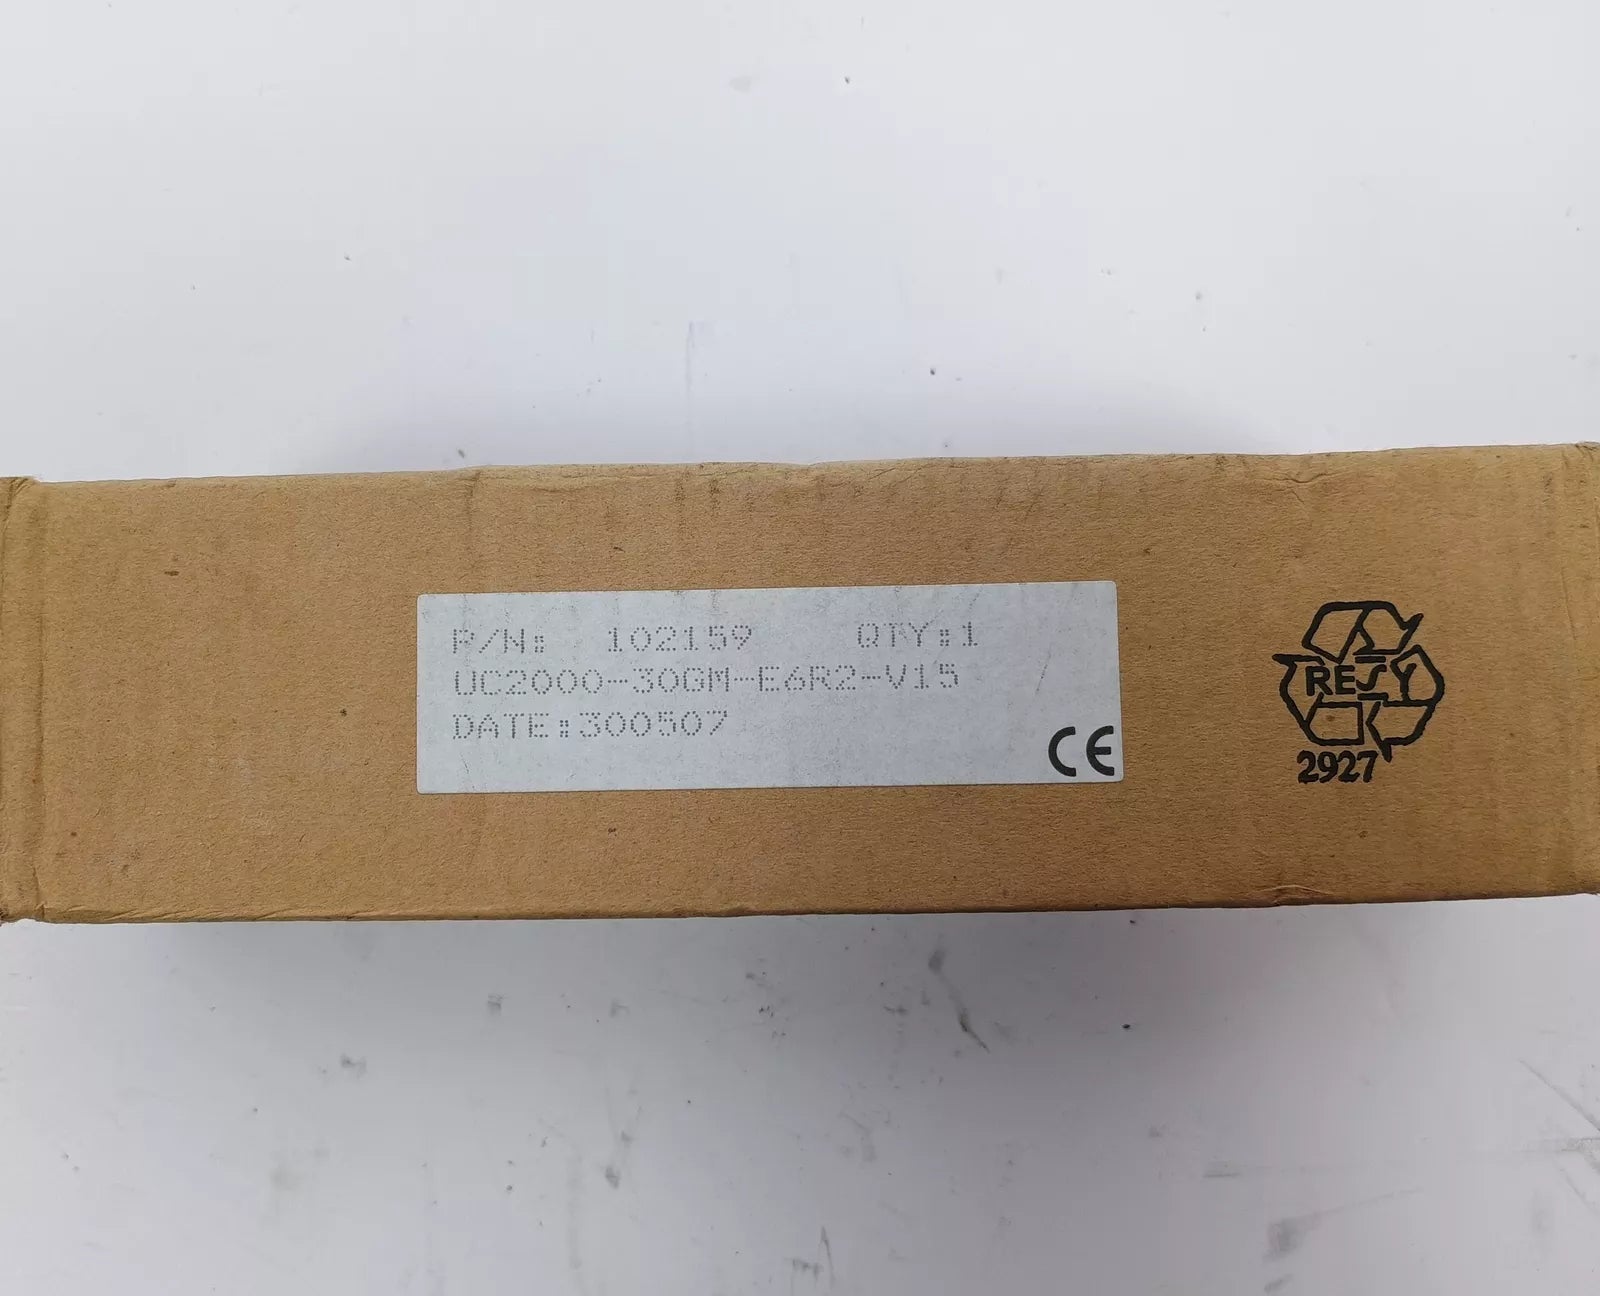 P/N: 102159 QTY:1
UC2000-30GM-E6R2-V15
DATE:300507
CE
RESY
2927